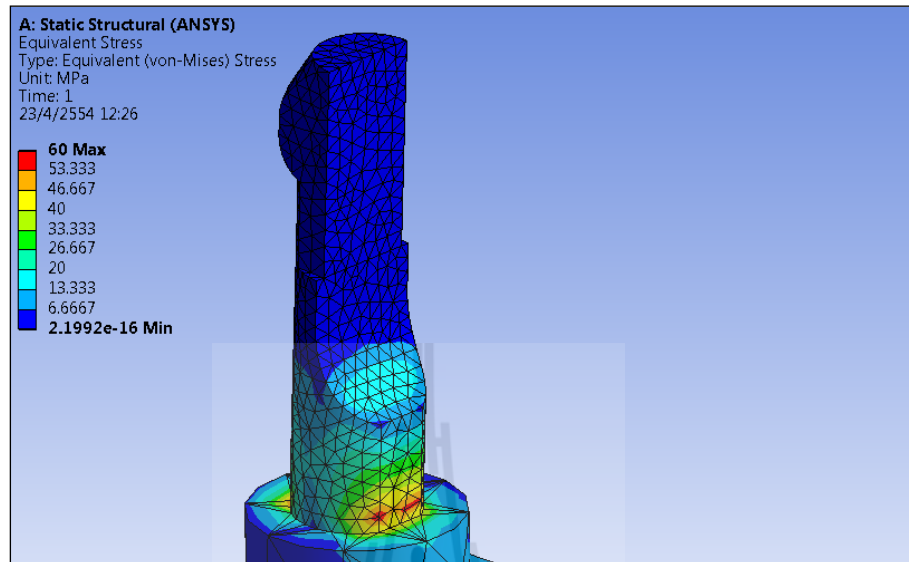 A: Static Structural (ANSYS)
Equivalent Stress
Type: Equivalent (von-Mises) Stress
Unit: MPa
Time: 1
23/4/2554 12:26
60 Max
53.333
46.667
40
33.333
26.667
20
13.333
6.6667
2.1992e-16 Min